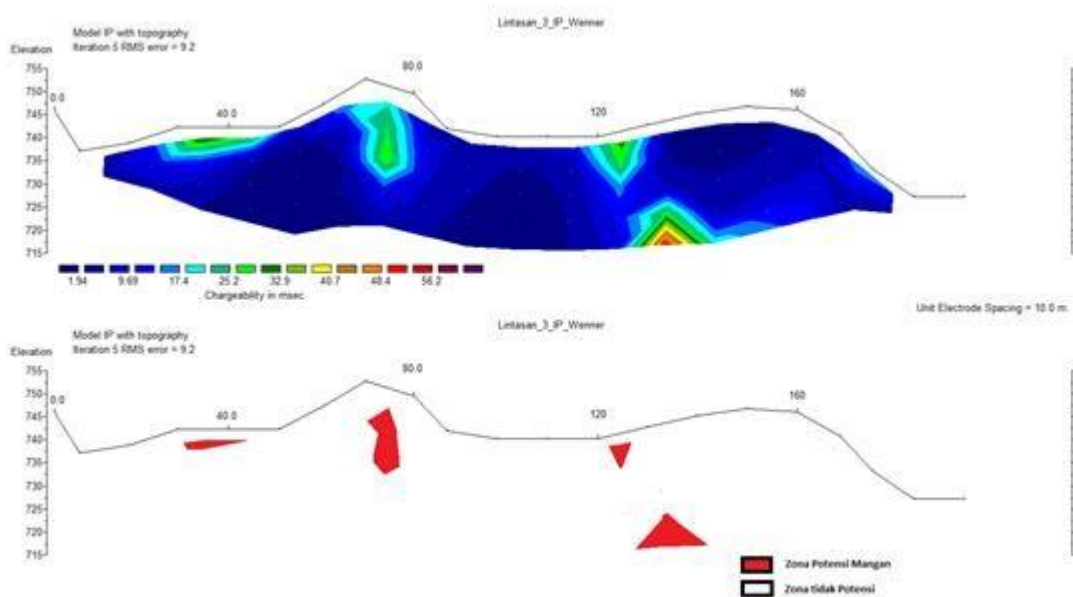 Lintasan_3_IP_Wenner
Model IP with topography
Iteration 5 RMS error = 9.2
Elevation
755
750
745
740
735
730
725
720
715
0.0
40.0
80.0
120
160
1.94 9.69 17.4 25.2 32.9 40.7 48.4 56.2
Chargeability in msec
Unit Electrode Spacing = 10.0 m.
Lintasan_3_IP_Wenner
Model IP with topography
Iteration 5 RMS error = 9.2
Elevation
755
750
745
740
735
730
725
720
715
0.0
40.0
80.0
120
160
Zona Potensi Mangan
Zona tidak Potensi